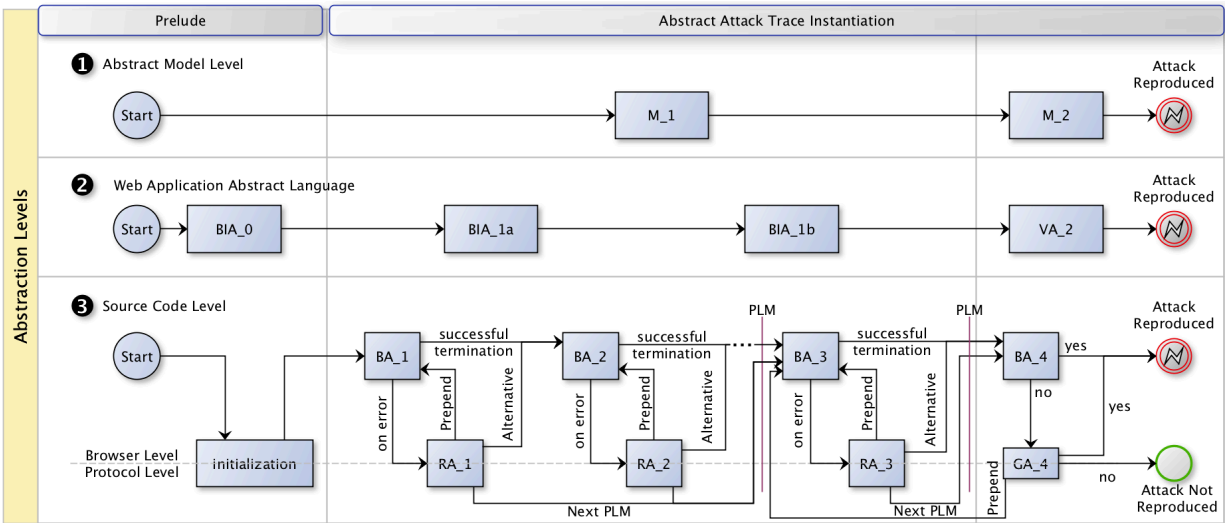 Prelude
Abstract Attack Trace Instantiation
Abstraction Levels
1 Abstract Model Level
Start
M_1
M_2
Attack
Reproduced
2 Web Application Abstract Language
Start
BIA_0
BIA_1a
BIA_1b
VA_2
Attack
Reproduced
3 Source Code Level
Start
initialization
Browser Level
Protocol Level
BA_1
successful
termination
on error
Prepend
Alternative
RA_1
BA_2
successful
termination
on error
Prepend
Alternative
RA_2
Next PLM
PLM
BA_3
successful
termination
on error
Prepend
Alternative
RA_3
Next PLM
PLM
BA_4
yes
no
yes
GA_4
Prepend
no
Attack
Reproduced
Attack Not
Reproduced